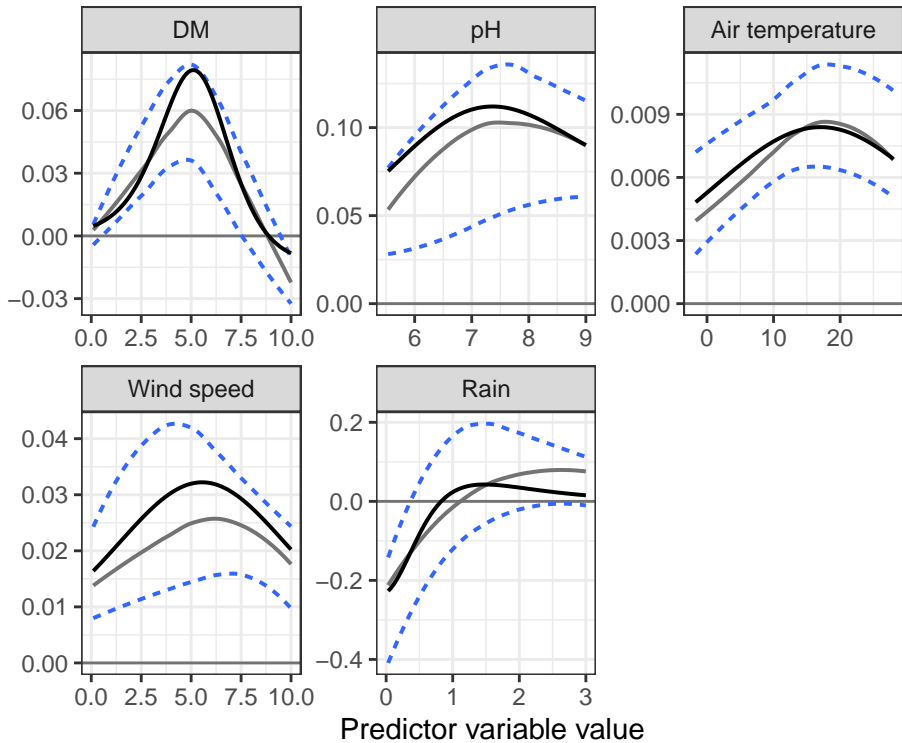 DM
pH
Air temperature
0.06
0.03
0.00
−0.03
0.10
0.05
0.00
0.009
0.006
0.003
0.000
0.0 2.5 5.0 7.5 10.0
6 7 8 9
0 10 20
Wind speed
Rain
0.04
0.03
0.02
0.01
0.00
0.2
0.0
−0.2
−0.4
0.0 2.5 5.0 7.5 10.0
0 1 2 3
Predictor variable value